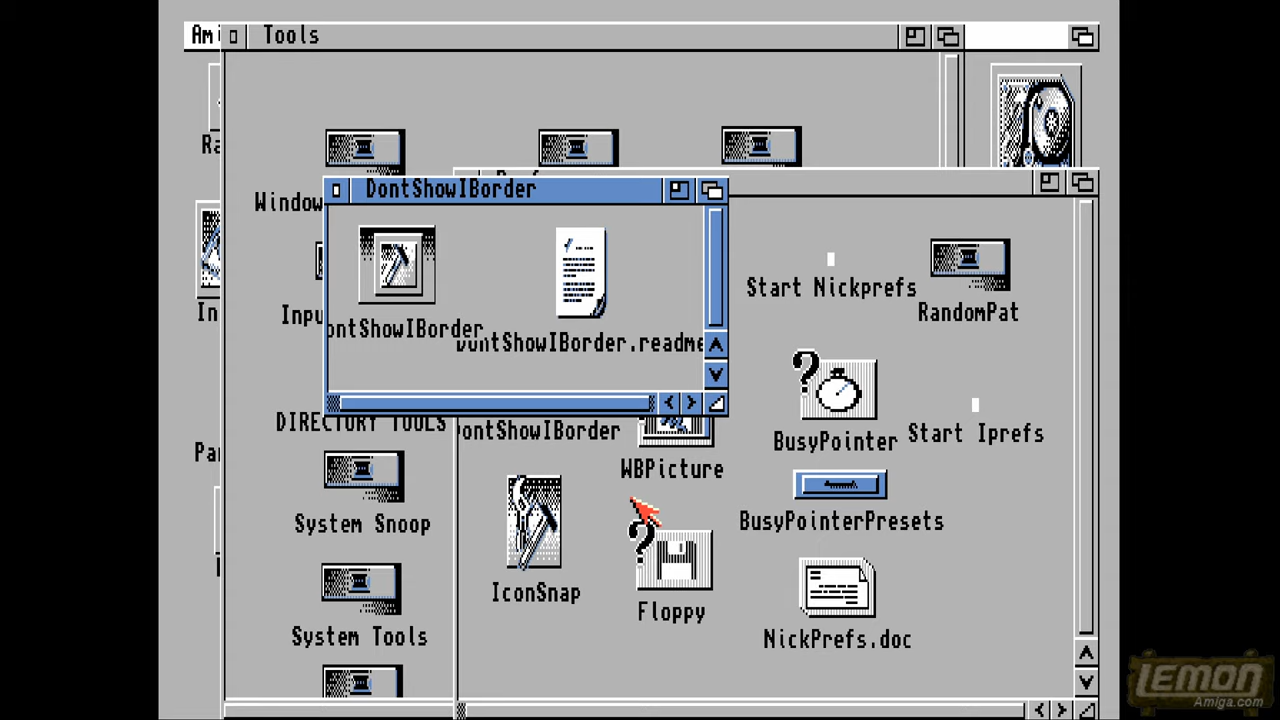 Am
Tools
DontShowIBorder
Window
Start Nickprefs
RandomPat
ontShowIBorder
ontShowIBorder.readme
DIRECTORY TOOLS
ontShowIBorder
BusyPointer
Start Iprefs
WBPicture
System Snoop
BusyPointerPresets
IconSnap
Floppy
System Tools
NickPrefs.doc
LEMON
Amiga.com